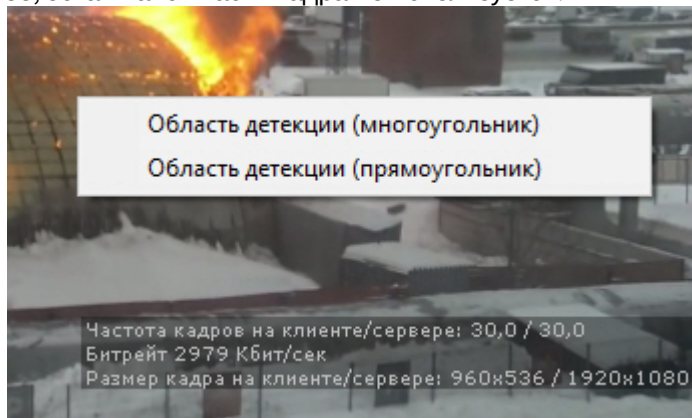 Область детекции (многоугольник)
Область детекции (прямоугольник)
Частота кадров на клиенте/сервере: 30,0 / 30,0
Битрейт 2979 Кбит/сек
Размер кадра на клиенте/сервере: 960x536 / 1920x1080